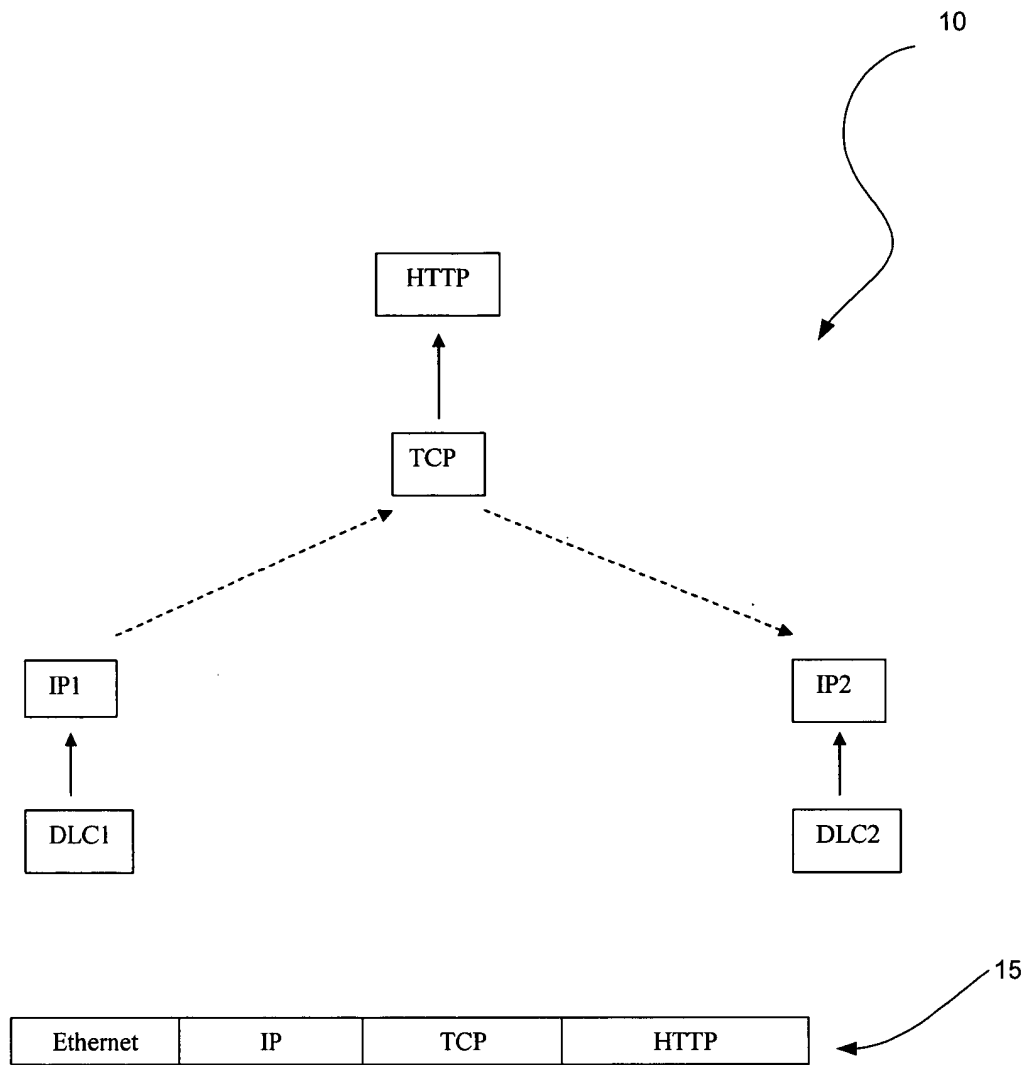 10
HTTP
TCP
IP1
IP2
DLC1
DLC2
15
Ethernet IP TCP HTTP